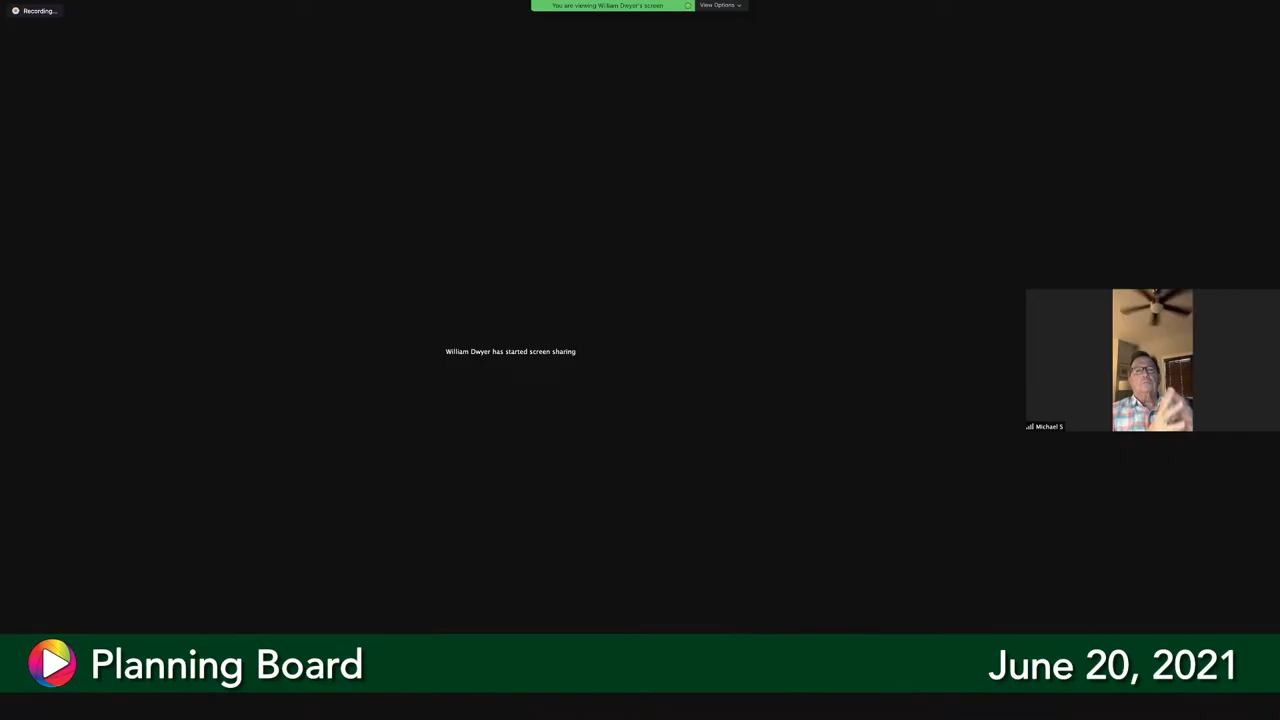 Recording...
You are viewing William Dwyer's screen
View Options
William Dwyer has started screen sharing
Michael S
Planning Board
June 20, 2021